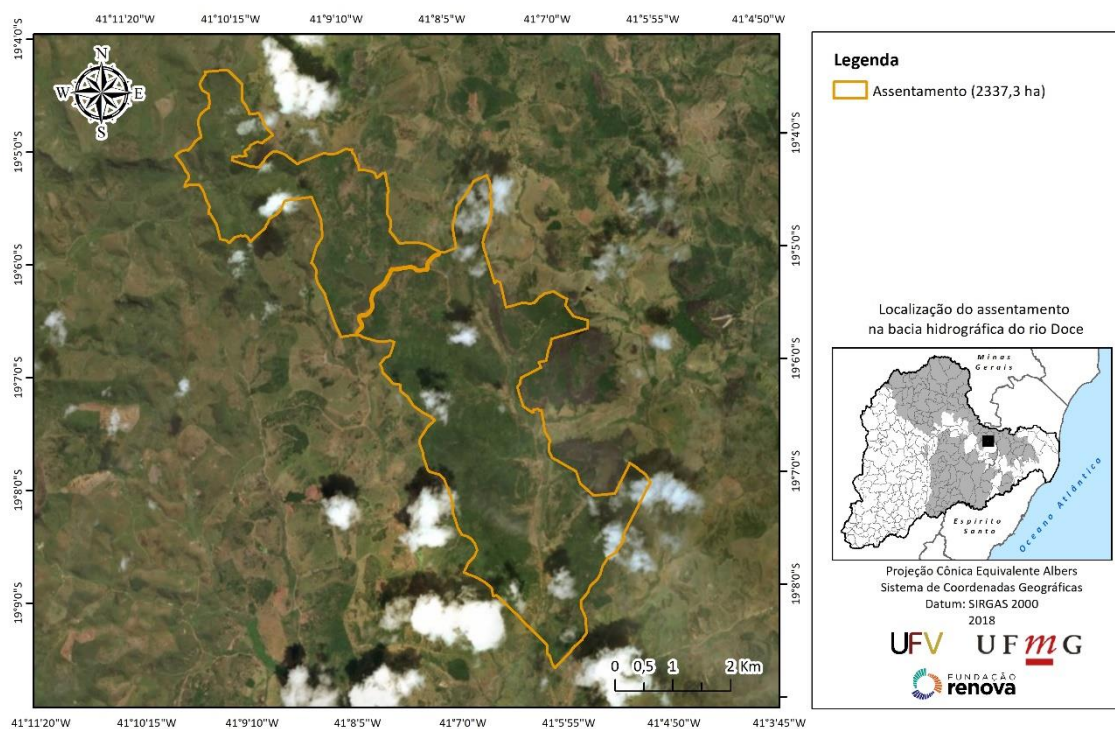 41°11'20"W 41°10'15"W 41°9'10"W 41°8'5"W 41°7'0"W 41°5'55"W 41°4'50"W
19°4'0"S
19°5'0"S
19°6'0"S
19°7'0"S
19°8'0"S
19°9'0"S
N
W E
S
19°4'0"S
19°5'0"S
19°6'0"S
19°7'0"S
19°8'0"S
0 0,5 1 2 Km
41°11'20"W 41°10'15"W 41°9'10"W 41°8'5"W 41°7'0"W 41°5'55"W 41°4'50"W 41°3'45"W
Legenda
Assentamento (2337,3 ha)
Localização do assentamento
na bacia hidrográfica do rio Doce
Minas
Gerais
Espírito
Santo
Oceano Atlântico
Projeção Cônica Equivalente Albers
Sistema de Coordenadas Geográficas
Datum: SIRGAS 2000
2018
UFV UFmG
FUNDAÇÃO
renova